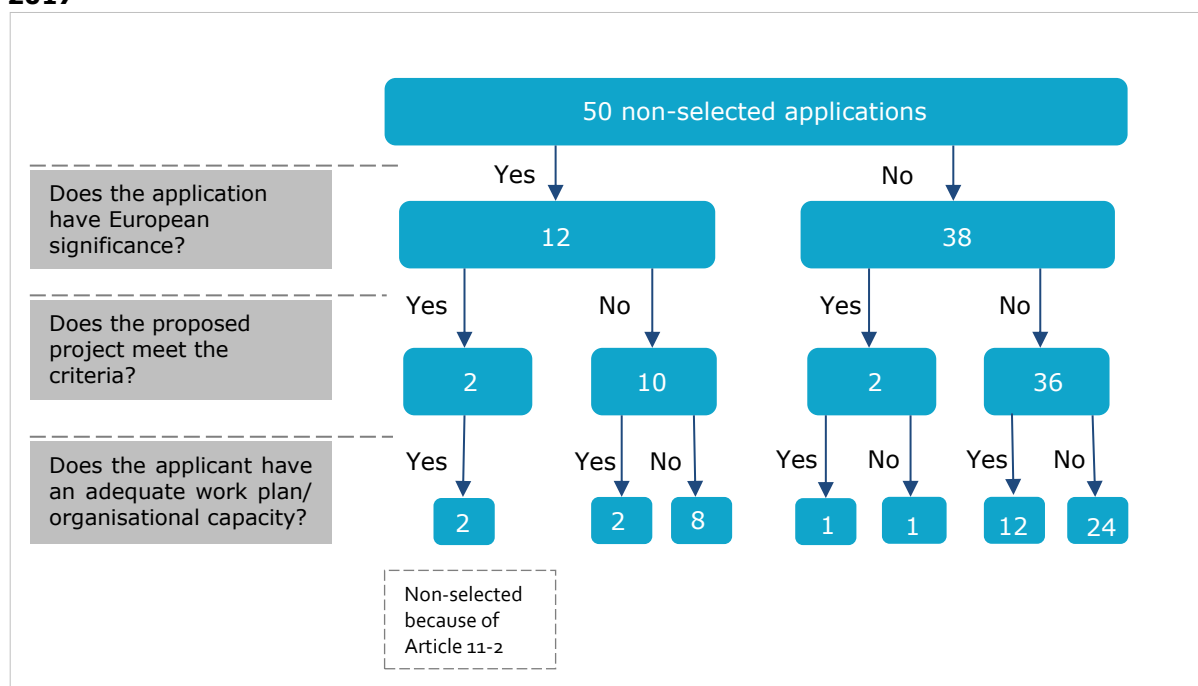 2017
50 non-selected applications
Yes
No
Does the application
have European
significance?
12
38
Yes
No
Yes
No
Does the proposed
project meet the
criteria?
2
10
2
36
Does the applicant have
an adequate work plan/
organisational capacity?
Yes
Yes
No
Yes
No
Yes
No
2
2
8
1
1
12
24
Non-selected
because of
Article 11-2